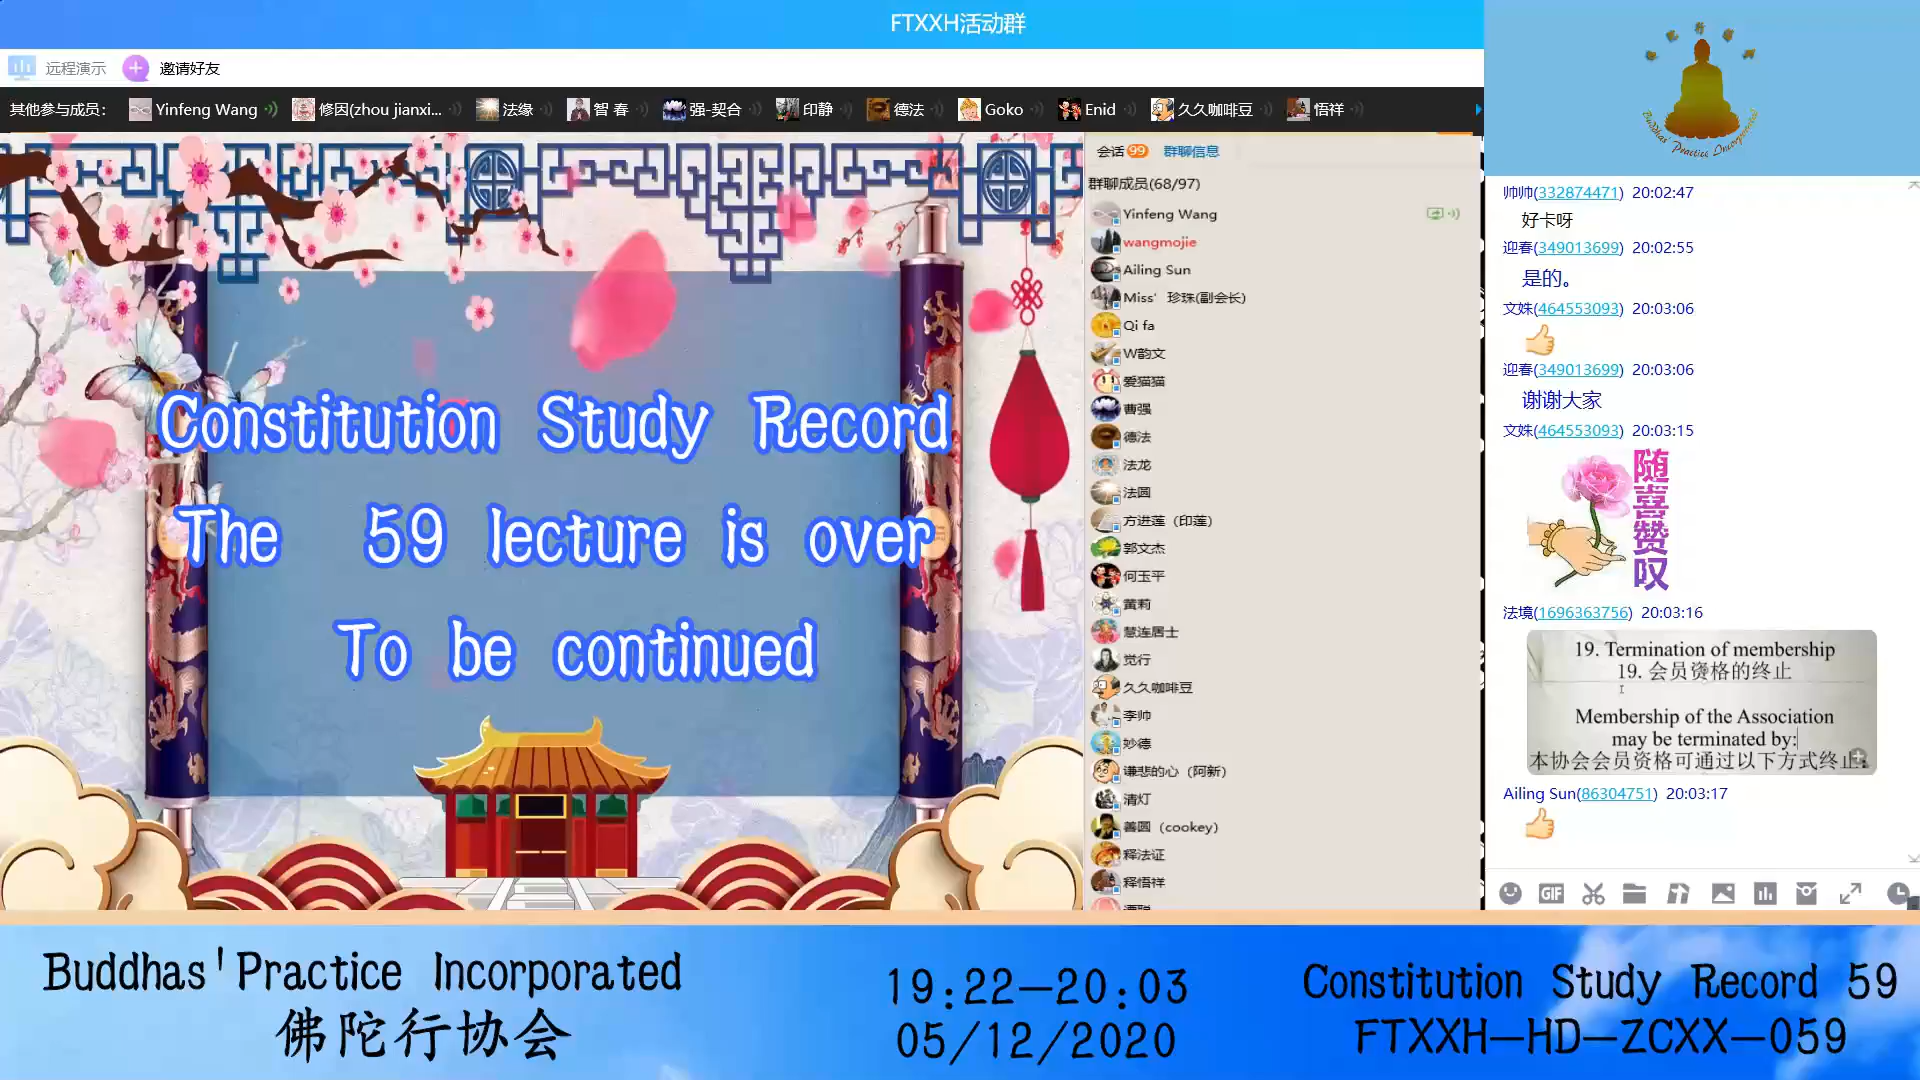 FTXXH活动群
远程演示
邀请好友
其他参与成员：
Yinfeng Wang
修因(zhou jianxi...
法缘
智 春
强-契合
印静
德法
Goko
Enid
久久咖啡豆
悟祥
Constitution Study Record
The 59 lecture is over
To be continued
会话 99 群聊信息
群聊成员(68/97)
Yinfeng Wang
wangmojie
Ailing Sun
Miss' 珍珠(副会长)
Qi fa
W韵文
爱猫猫
曹强
德法
法龙
法圆
方进莲（印莲）
郭文杰
何玉平
黄莉
慧连居士
觉行
久久咖啡豆
李帅
妙德
谦悲的心（阿新）
清灯
善圆（cookey）
释法证
释悟祥
Buddhas' Practice Incorporated
帅帅(332874471) 20:02:47
好卡呀
迎春(349013699) 20:02:55
是的。
文姝(464553093) 20:03:06
迎春(349013699) 20:03:06
谢谢大家
文姝(464553093) 20:03:15
随喜赞叹
法境(1696363756) 20:03:16
19. Termination of membership
19. 会员资格的终止
Membership of the Association
may be terminated by:
本协会会员资格可通过以下方式终止:
Ailing Sun(86304751) 20:03:17
GIF
Buddhas'Practice Incorporated
佛陀行协会
19:22—20:03
05/12/2020
Constitution Study Record 59
FTXXH—HD—ZCXX—059